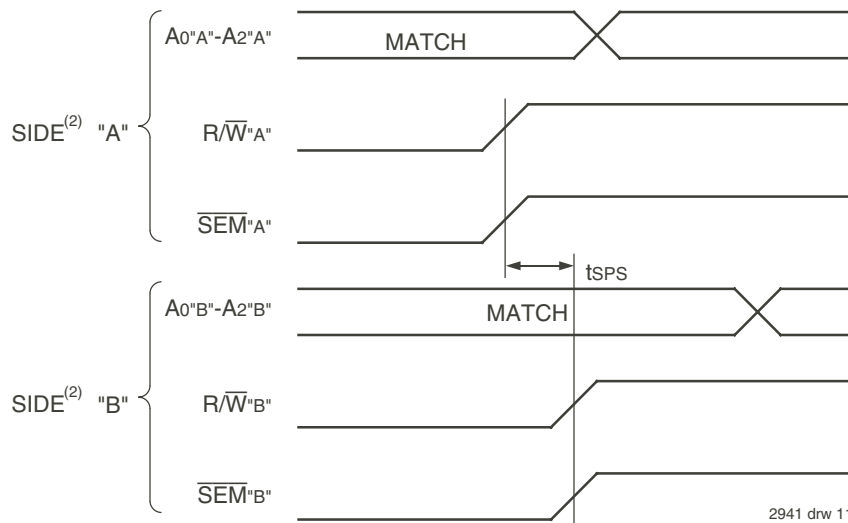 A0"A"-A2"A"
MATCH
SIDE(2) "A"
R/W"A"
SEM"A"
tSPS
A0"B"-A2"B"
MATCH
SIDE(2) "B"
R/W"B"
SEM"B"
2941 drw 11